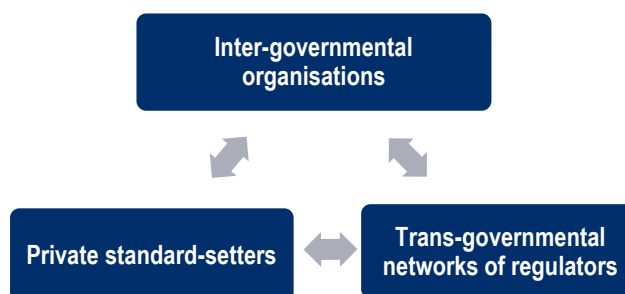 Inter-governmental
organisations
Private standard-setters
Trans-governmental
networks of regulators